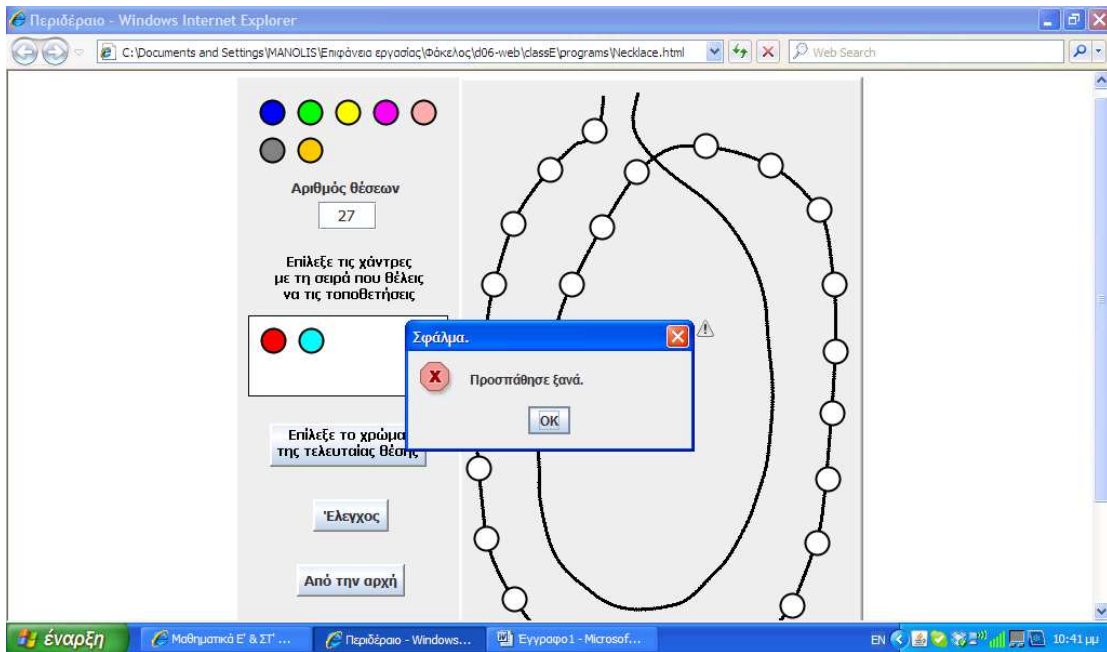 Περιδέραιο - Windows Internet Explorer
C:\Documents and Settings\MANOLIS\Επιφάνεια εργασίας\Φάκελος\d06-web\classE\programs\Necklace.html
Web Search
Αριθμός θέσεων
27
Επίλεξε τις χάντρες
με τη σειρά που θέλεις
να τις τοποθετήσεις
Σφάλμα.
Προσπάθησε ξανά.
OK
Επίλεξε το χρώμα
της τελευταίας θέσης
Έλεγχος
Από την αρχή
έναρξη
Μαθηματικά Ε' & ΣΤ' ...
Περιδέραιο - Windows...
Έγγραφο1 - Microsof...
EN
10:41 μμ